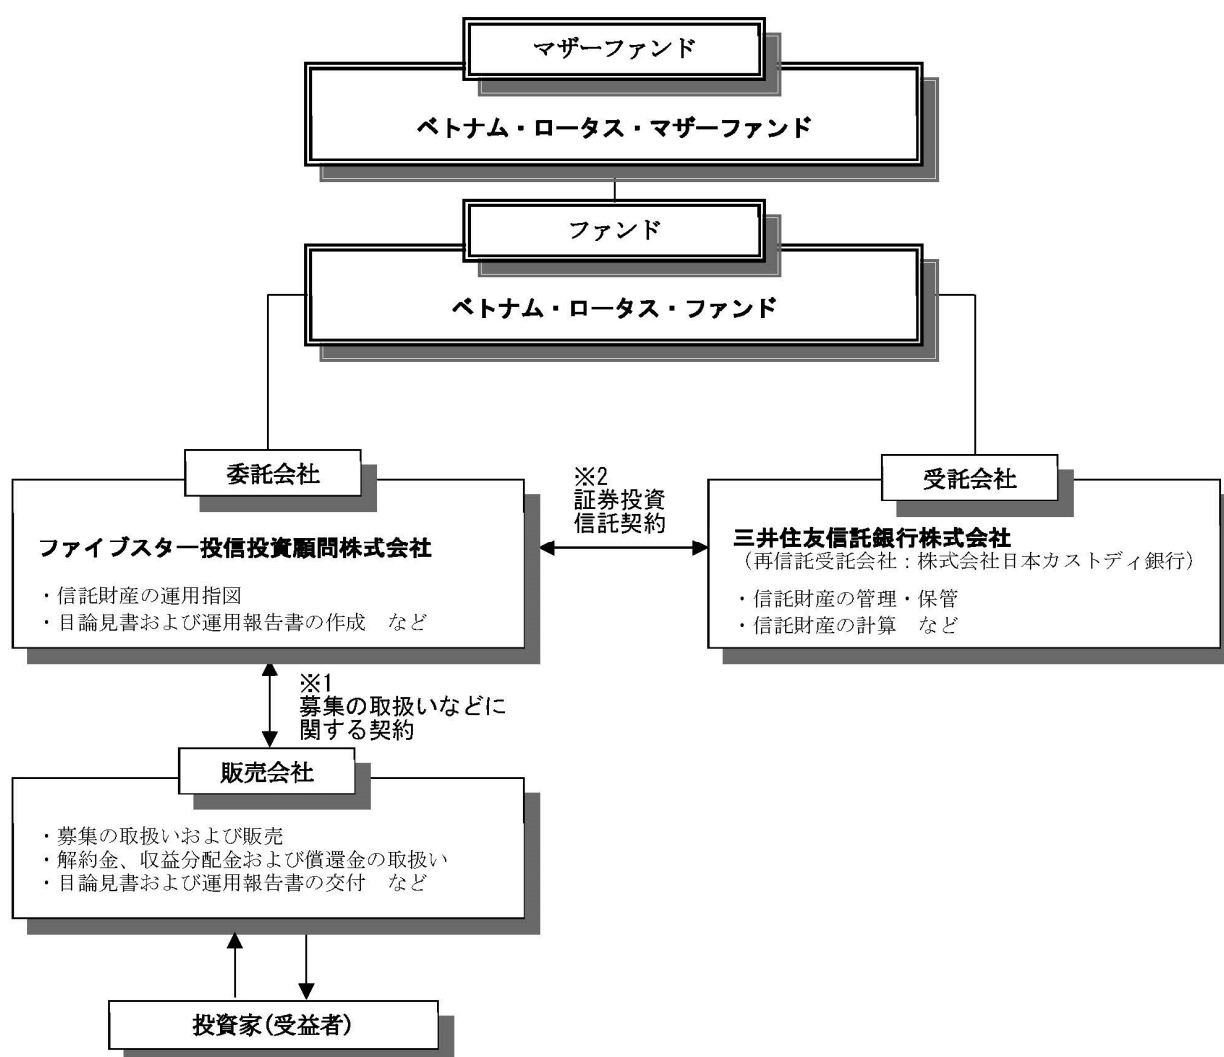 マザーファンド
ベトナム・ロータス・マザーファンド
ファンド
ベトナム・ロータス・ファンド
委託会社
ファイブスター投信投資顧問株式会社
・信託財産の運用指図
・目論見書および運用報告書の作成　など
※2
証券投資
信託契約
受託会社
三井住友信託銀行株式会社
（再信託受託会社：株式会社日本カストディ銀行）
・信託財産の管理・保管
・信託財産の計算　など
※1
募集の取扱いなどに
関する契約
販売会社
・募集の取扱いおよび販売
・解約金、収益分配金および償還金の取扱い
・目論見書および運用報告書の交付　など
投資家(受益者)